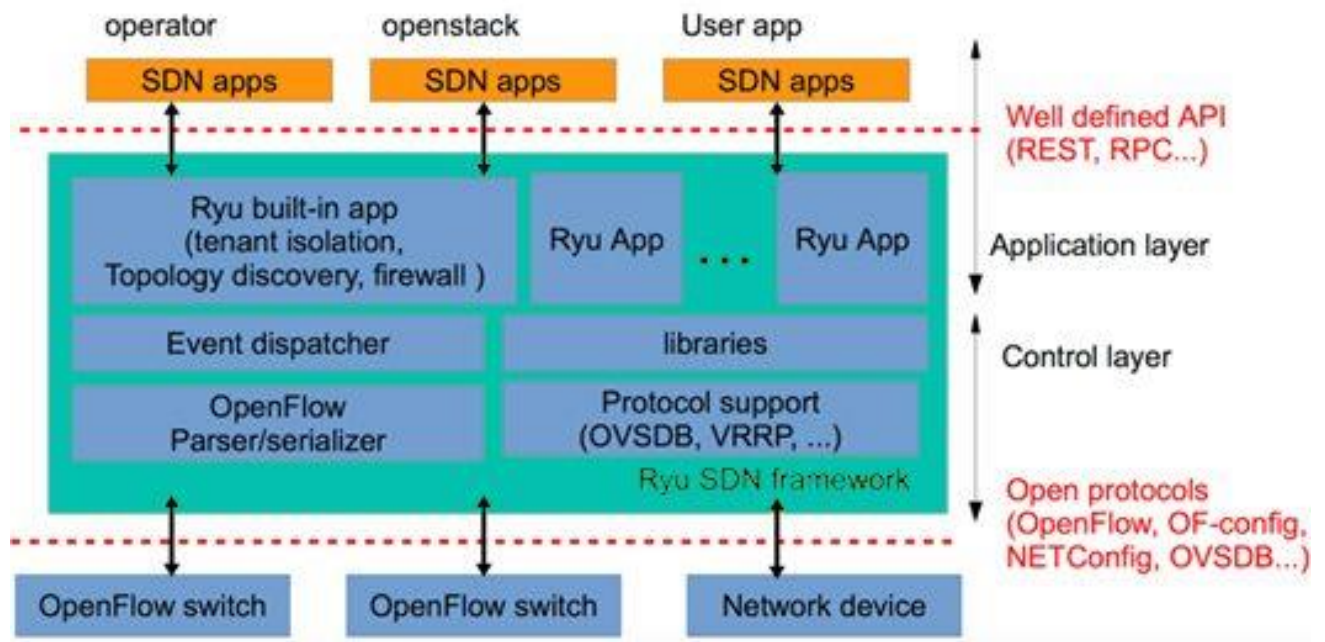 operator
openstack
User app
SDN apps
SDN apps
SDN apps
Well defined API
(REST, RPC...)
Ryu built-in app
(tenant isolation,
Topology discovery, firewall )
Ryu App
...
Ryu App
Application layer
Event dispatcher
libraries
Control layer
OpenFlow
Parser/serializer
Protocol support
(OVSDB, VRRP, ...)
Ryu SDN framework
Open protocols
(OpenFlow, OF-config,
NETConfig, OVSDB...)
OpenFlow switch
OpenFlow switch
Network device